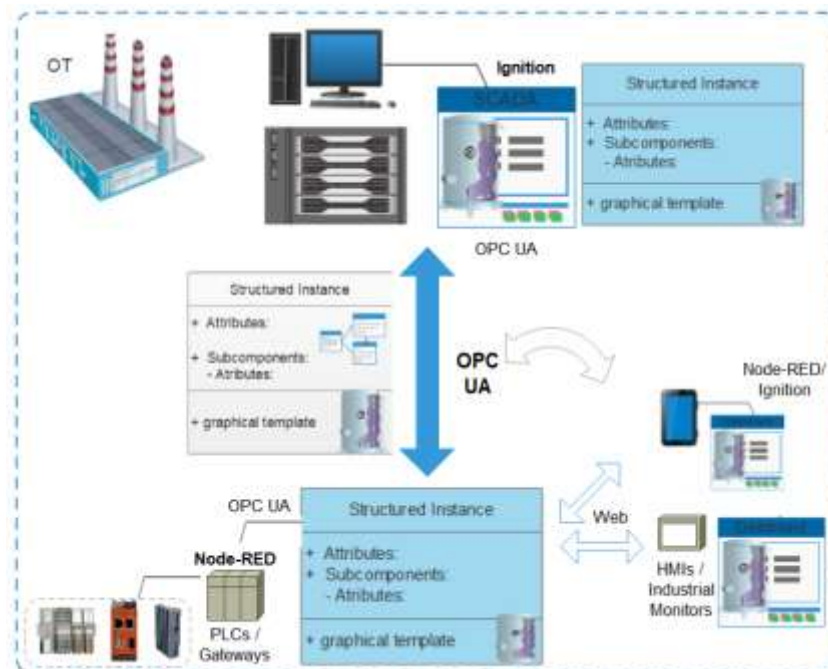 OT
Ignition
SCADA
OPC UA
Structured Instance
+ Attributes:
+ Subcomponents:
- Atributes:
+ graphical template
Structured Instance
+ Attributes:
+ Subcomponents:
- Atributes:
+ graphical template
OPC
UA
Node-RED/
Ignition
OPC UA
Node-RED
PLCs /
Gateways
Structured Instance
+ Attributes:
+ Subcomponents:
- Atributes:
+ graphical template
Web
HMIs /
Industrial
Monitors